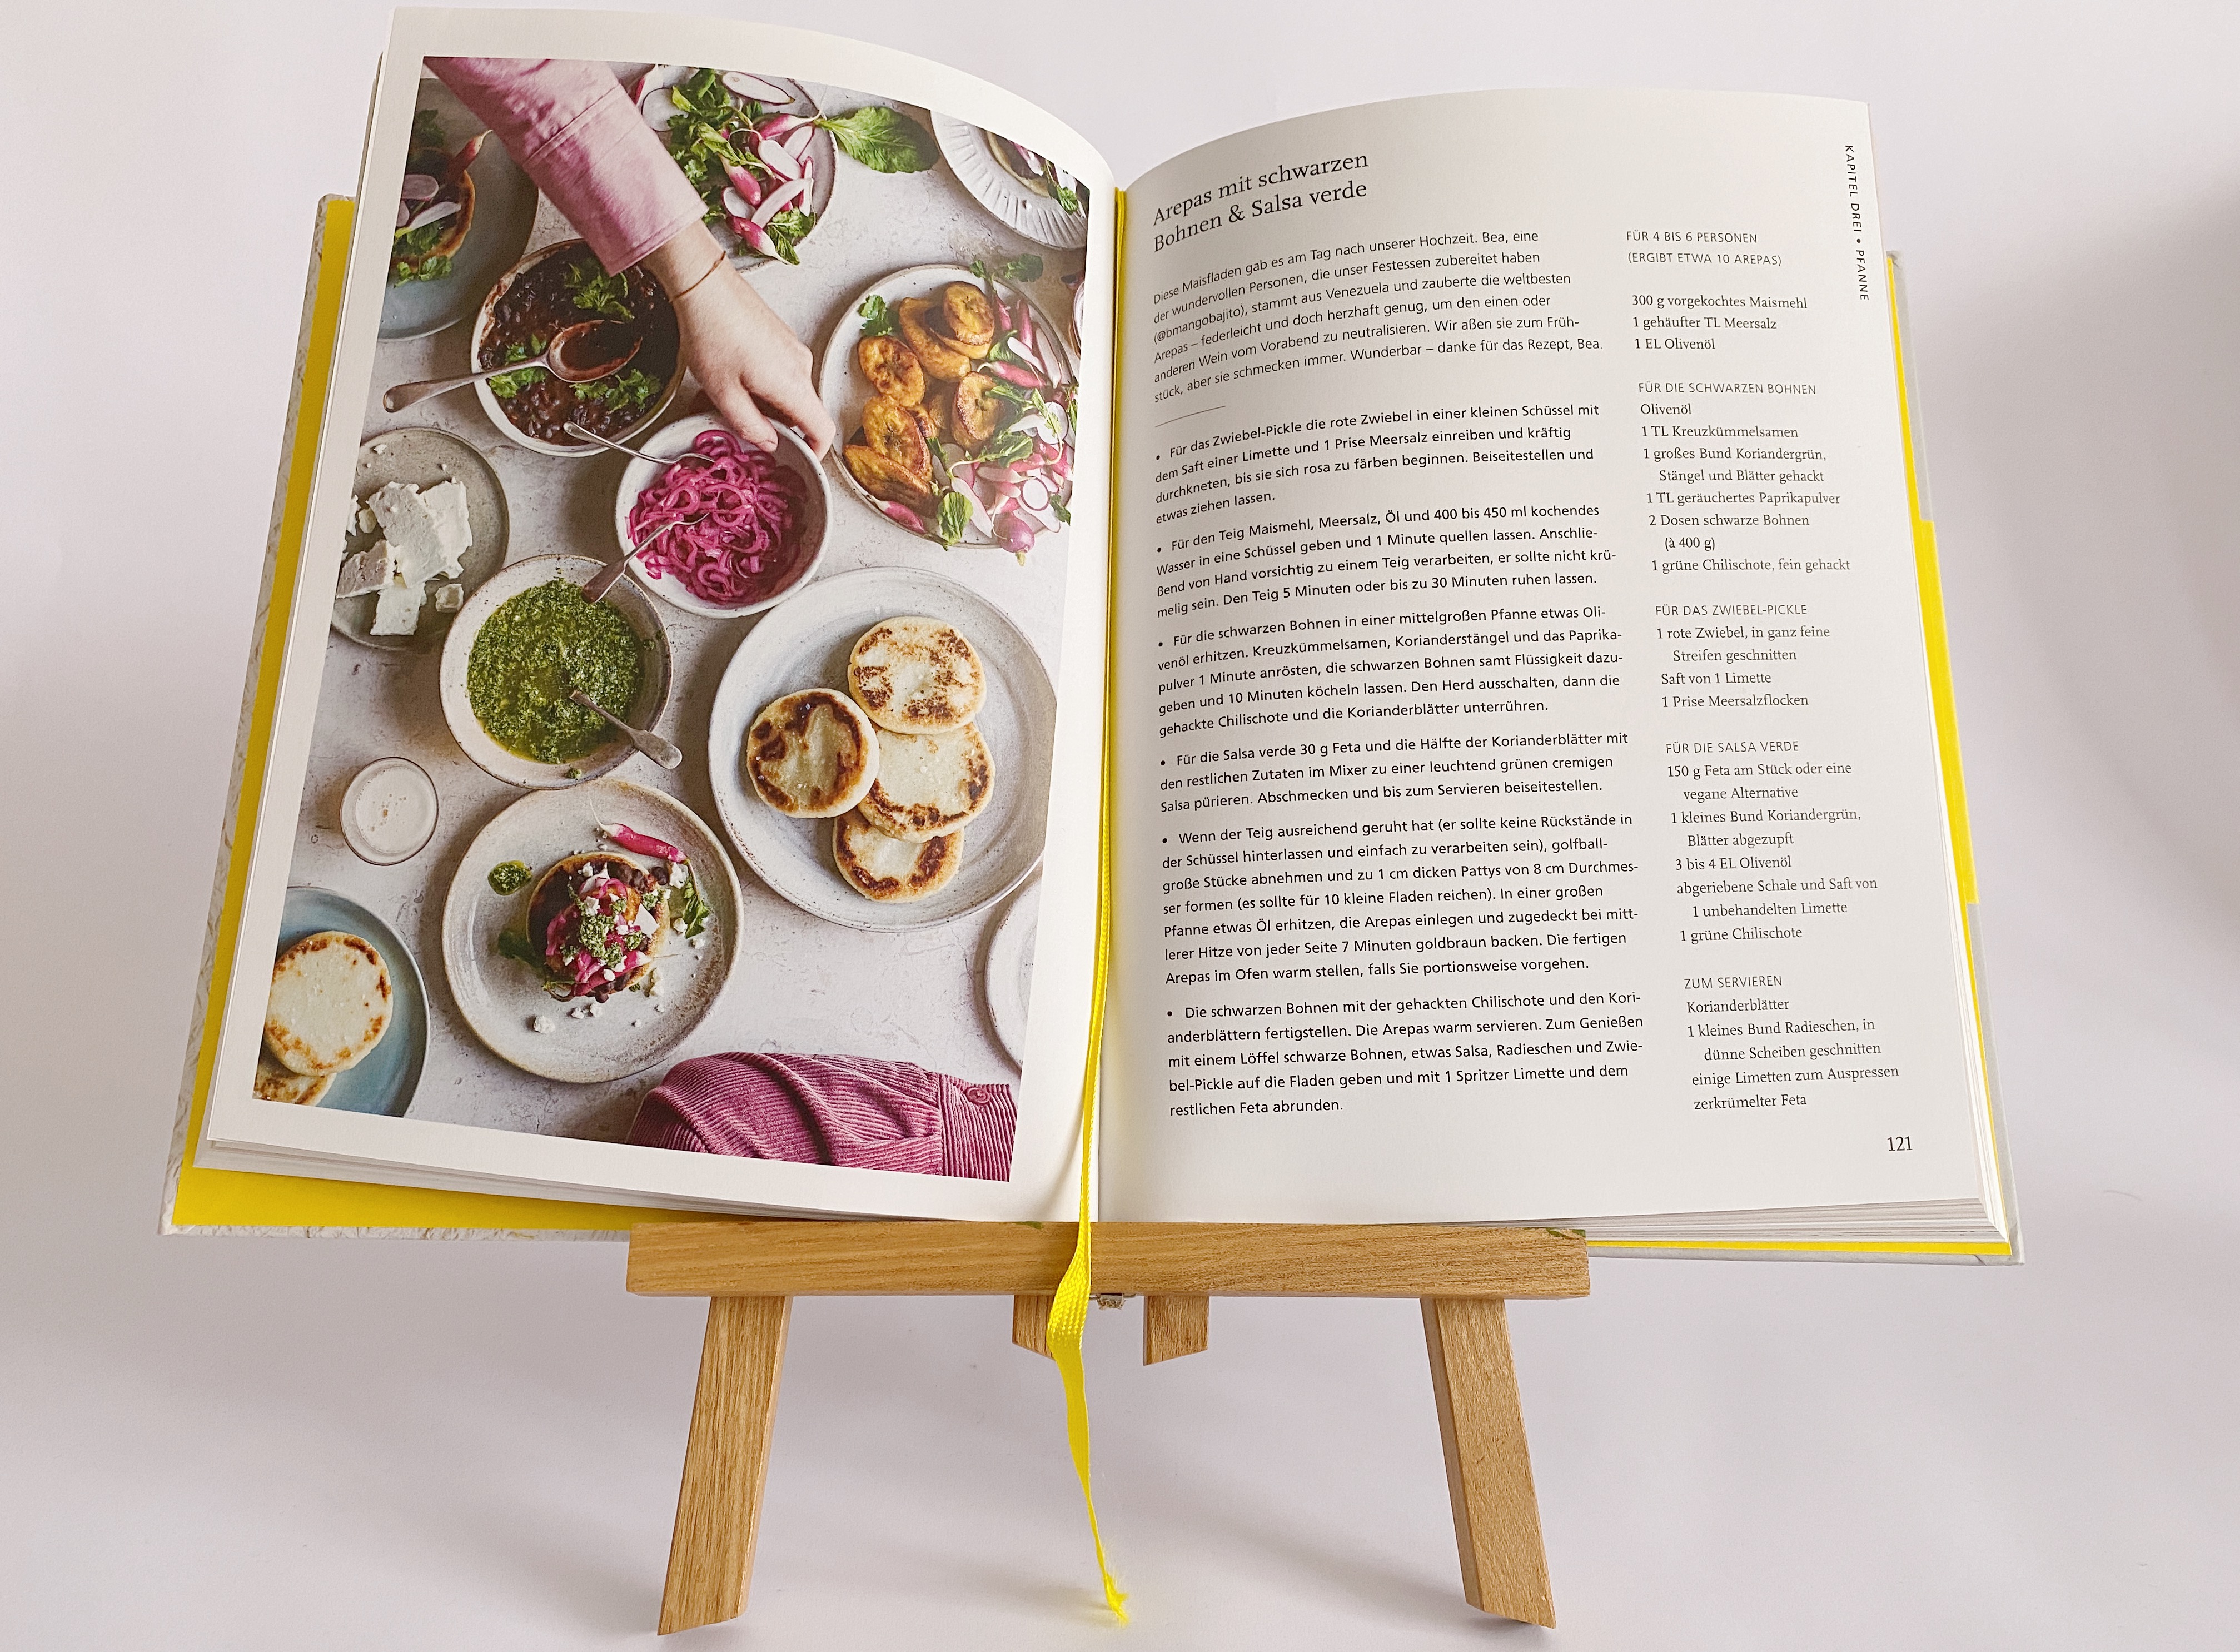 Arepas mit schwarzen
Bohnen & Salsa verde
Diese Maisfladen gab es am Tag nach unserer Hochzeit. Bea, eine
der wundervollen Personen, die unser Festessen zubereitet haben
(@bmangobajito), stammt aus Venezuela und zauberte die weltbesten
Arepas – federleicht und doch herzhaft genug, um den einen oder
anderen Wein vom Vorabend zu neutralisieren. Wir aßen sie zum Früh-
stück, aber sie schmecken immer. Wunderbar – danke für das Rezept, Bea.
• Für das Zwiebel-Pickle die rote Zwiebel in einer kleinen Schüssel mit
dem Saft einer Limette und 1 Prise Meersalz einreiben und kräftig
durchkneten, bis sie sich rosa zu färben beginnen. Beiseitestellen und
etwas ziehen lassen.
• Für den Teig Maismehl, Meersalz, Öl und 400 bis 450 ml kochendes
Wasser in eine Schüssel geben und 1 Minute quellen lassen. Anschlie-
ßend von Hand vorsichtig zu einem Teig verarbeiten, er sollte nicht krü-
melig sein. Den Teig 5 Minuten oder bis zu 30 Minuten ruhen lassen.
• Für die schwarzen Bohnen in einer mittelgroßen Pfanne etwas Oli-
venöl erhitzen. Kreuzkümmelsamen, Korianderstängel und das Paprika-
pulver 1 Minute anrösten, die schwarzen Bohnen samt Flüssigkeit dazu-
geben und 10 Minuten köcheln lassen. Den Herd ausschalten, dann die
gehackte Chilischote und die Korianderblätter unterrühren.
• Für die Salsa verde 30 g Feta und die Hälfte der Korianderblätter mit
den restlichen Zutaten im Mixer zu einer leuchtend grünen cremigen
Salsa pürieren. Abschmecken und bis zum Servieren beiseitestellen.
• Wenn der Teig ausreichend geruht hat (er sollte keine Rückstände in
der Schüssel hinterlassen und einfach zu verarbeiten sein), golfball-
große Stücke abnehmen und zu 1 cm dicken Pattys von 8 cm Durchmes-
ser formen (es sollte für 10 kleine Fladen reichen). In einer großen
Pfanne etwas Öl erhitzen, die Arepas einlegen und zugedeckt bei mitt-
lerer Hitze von jeder Seite 7 Minuten goldbraun backen. Die fertigen
Arepas im Ofen warm stellen, falls Sie portionsweise vorgehen.
• Die schwarzen Bohnen mit der gehackten Chilischote und den Kori-
anderblättern fertigstellen. Die Arepas warm servieren. Zum Genießen
mit einem Löffel schwarze Bohnen, etwas Salsa, Radieschen und Zwie-
bel-Pickle auf die Fladen geben und mit 1 Spritzer Limette und dem
restlichen Feta abrunden.
FÜR 4 BIS 6 PERSONEN
(ERGIBT ETWA 10 AREPAS)
300 g vorgekochtes Maismehl
1 gehäufter TL Meersalz
1 EL Olivenöl
FÜR DIE SCHWARZEN BOHNEN
Olivenöl
1 TL Kreuzkümmelsamen
1 großes Bund Koriandergrün,
Stängel und Blätter gehackt
1 TL geräuchertes Paprikapulver
2 Dosen schwarze Bohnen
(à 400 g)
1 grüne Chilischote, fein gehackt
FÜR DAS ZWIEBEL-PICKLE
1 rote Zwiebel, in ganz feine
Streifen geschnitten
Saft von 1 Limette
1 Prise Meersalzflocken
FÜR DIE SALSA VERDE
150 g Feta am Stück oder eine
vegane Alternative
1 kleines Bund Koriandergrün,
Blätter abgezupft
3 bis 4 EL Olivenöl
abgeriebene Schale und Saft von
1 unbehandelten Limette
1 grüne Chilischote
ZUM SERVIEREN
Korianderblätter
1 kleines Bund Radieschen, in
dünne Scheiben geschnitten
einige Limetten zum Auspressen
zerkrümelter Feta
KAPITEL DREI • PFANNE
121